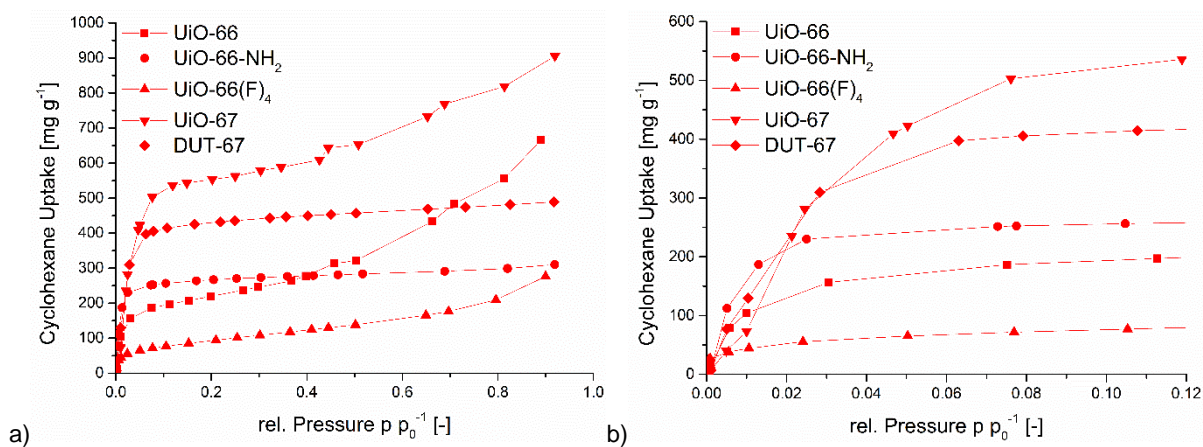 1000
900
800
700
600
500
400
300
200
100
0
Cyclohexane Uptake [mg g⁻¹]
UiO-66
UiO-66-NH₂
UiO-66(F)₄
UiO-67
DUT-67
0.0 0.2 0.4 0.6 0.8 1.0
rel. Pressure p p₀⁻¹ [-]
a)
600
500
400
300
200
100
0
Cyclohexane Uptake [mg g⁻¹]
UiO-66
UiO-66-NH₂
UiO-66(F)₄
UiO-67
DUT-67
0.00 0.02 0.04 0.06 0.08 0.10 0.12
rel. Pressure p p₀⁻¹ [-]
b)